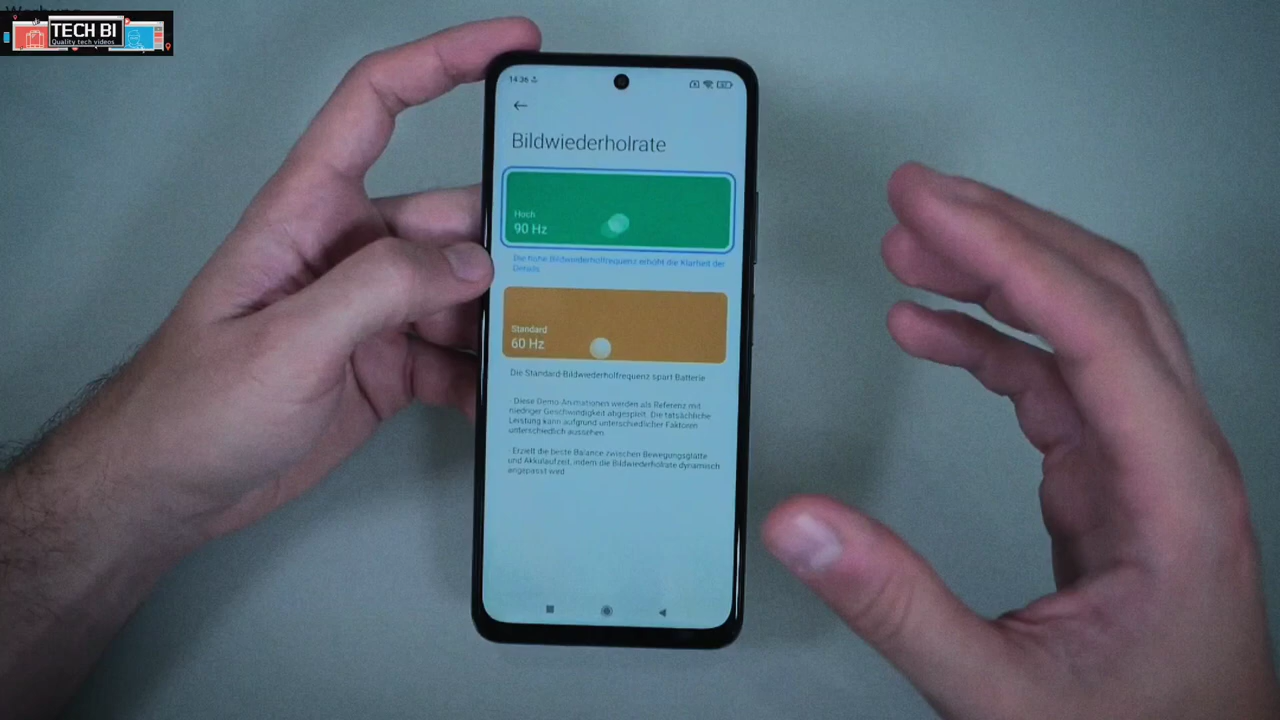 Werbung
TECH BI
Quality tech videos
14:36
Bildwiederholrate
Hoch
90 Hz
Die hohe Bildwiederholfrequenz erhöht die Klarheit der
Details
Standard
60 Hz
Die Standard-Bildwiederholfrequenz spart Batterie
· Diese Demo-Animationen werden als Referenz mit
niedriger Geschwindigkeit abgespielt. Die tatsächliche
Leistung kann aufgrund unterschiedlicher Faktoren
unterschiedlich aussehen.
· Erzielt die beste Balance zwischen Bewegungsglätte
und Akkulaufzeit, indem die Bildwiederholrate dynamisch
angepasst wird